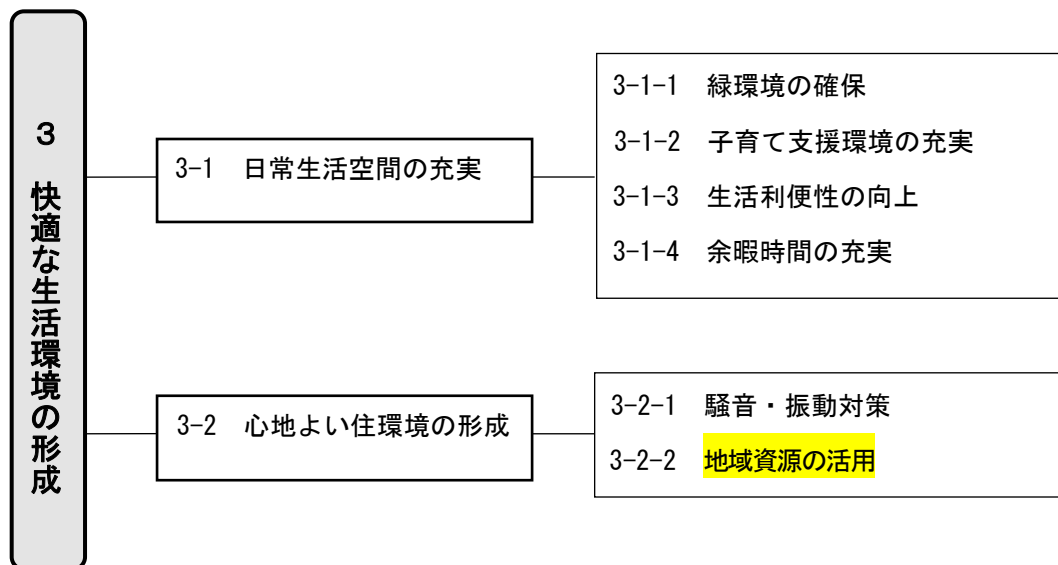 ３　快適な生活環境の形成
3-1　日常生活空間の充実
3-1-1　緑環境の確保
3-1-2　子育て支援環境の充実
3-1-3　生活利便性の向上
3-1-4　余暇時間の充実
3-2　心地よい住環境の形成
3-2-1　騒音・振動対策
3-2-2　地域資源の活用